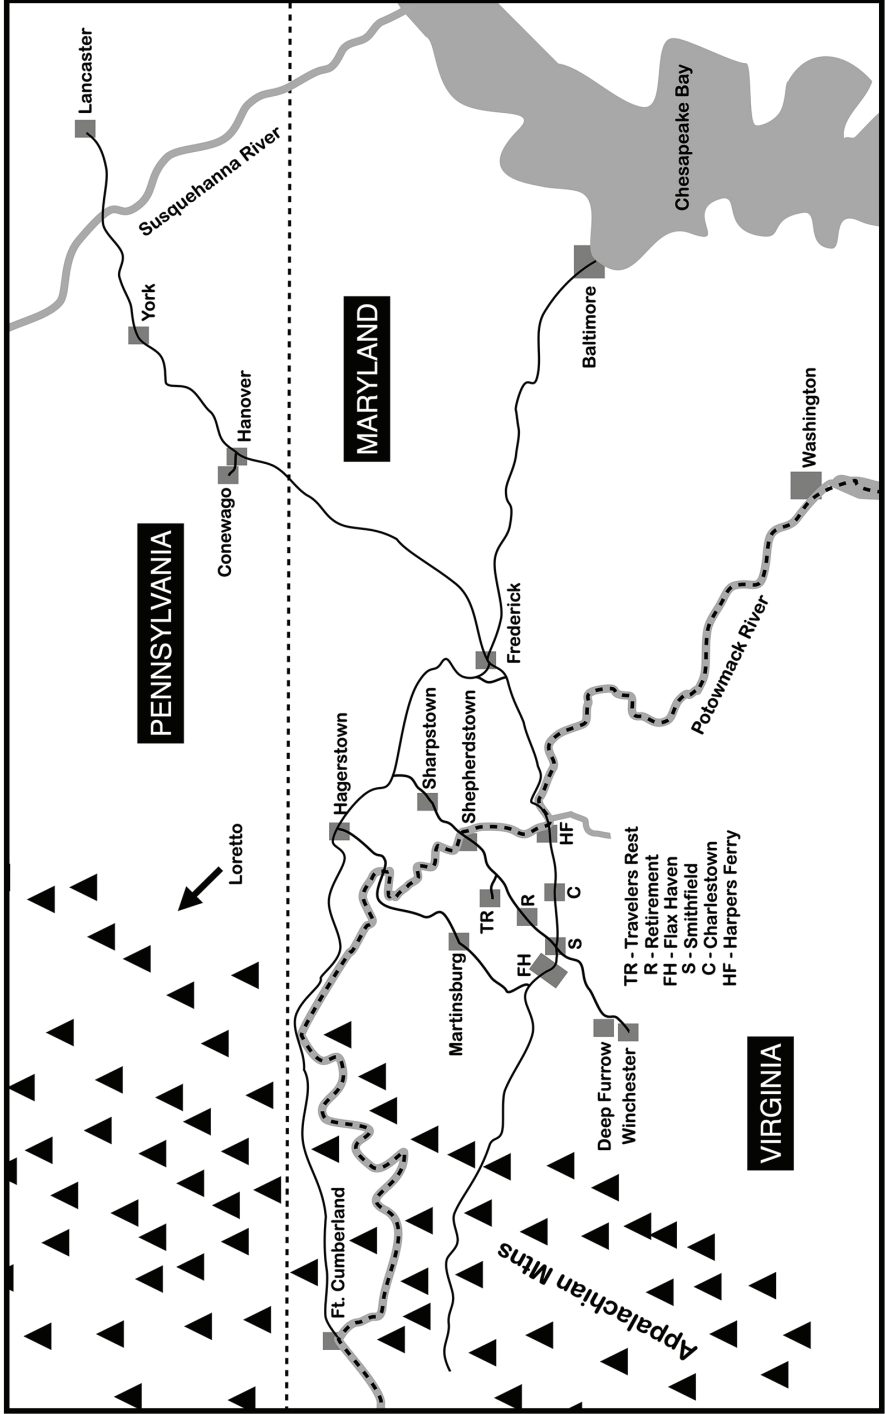 Lancaster
Susquehanna River
York
Hanover
Conewago
PENNSYLVANIA
Loretto
MARYLAND
Chesapeake Bay
Baltimore
Washington
Frederick
Potowmack River
Hagerstown
Sharpstown
Shepherdstown
HF
TR
R
C
S
FH
Martinsburg
Deep Furrow
Winchester
Ft. Cumberland
Appalachian Mtns
VIRGINIA
TR - Travelers Rest
R - Retirement
FH - Flax Haven
S - Smithfield
C - Charlestown
HF - Harpers Ferry